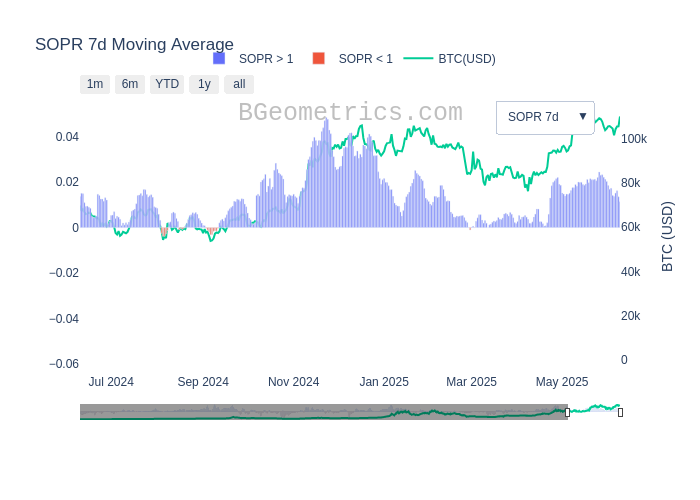 SOPR 7d Moving Average
SOPR > 1 SOPR < 1 BTC(USD)
1m 6m YTD 1y all
BGeometrics.com
SOPR 7d ▼
0.04
0.02
0
−0.02
−0.04
−0.06
100k
80k
60k
40k
20k
0
BTC (USD)
Jul 2024 Sep 2024 Nov 2024 Jan 2025 Mar 2025 May 2025